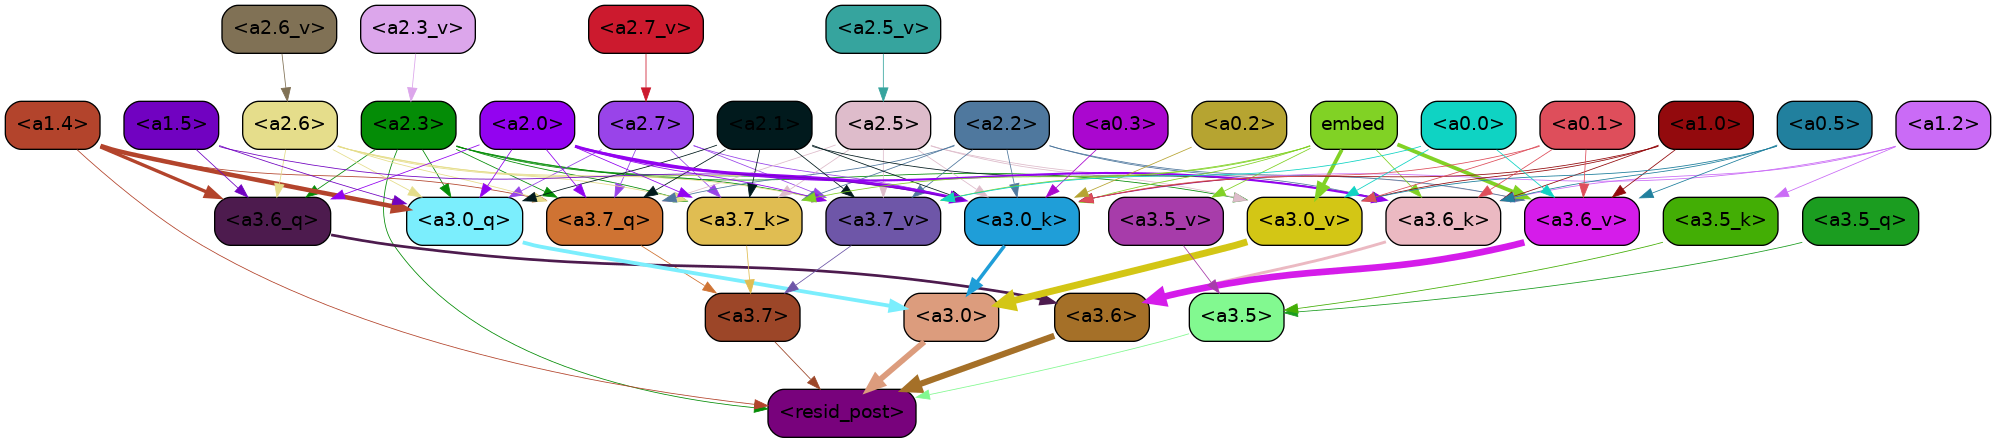 <a2.6_v> <a2.3_v> <a2.7_v> <a2.5_v>
<a1.4> <a1.5> <a2.6> <a2.3> <a2.0> <a2.7> <a2.1> <a2.5> <a2.2> <a0.3> <a0.2> embed <a0.0> <a0.1> <a1.0> <a0.5> <a1.2>
<a3.6_q> <a3.0_q> <a3.7_q> <a3.7_k> <a3.7_v> <a3.0_k> <a3.5_v> <a3.0_v> <a3.6_k> <a3.6_v> <a3.5_k> <a3.5_q>
<a3.7> <a3.0> <a3.6> <a3.5>
<resid_post>